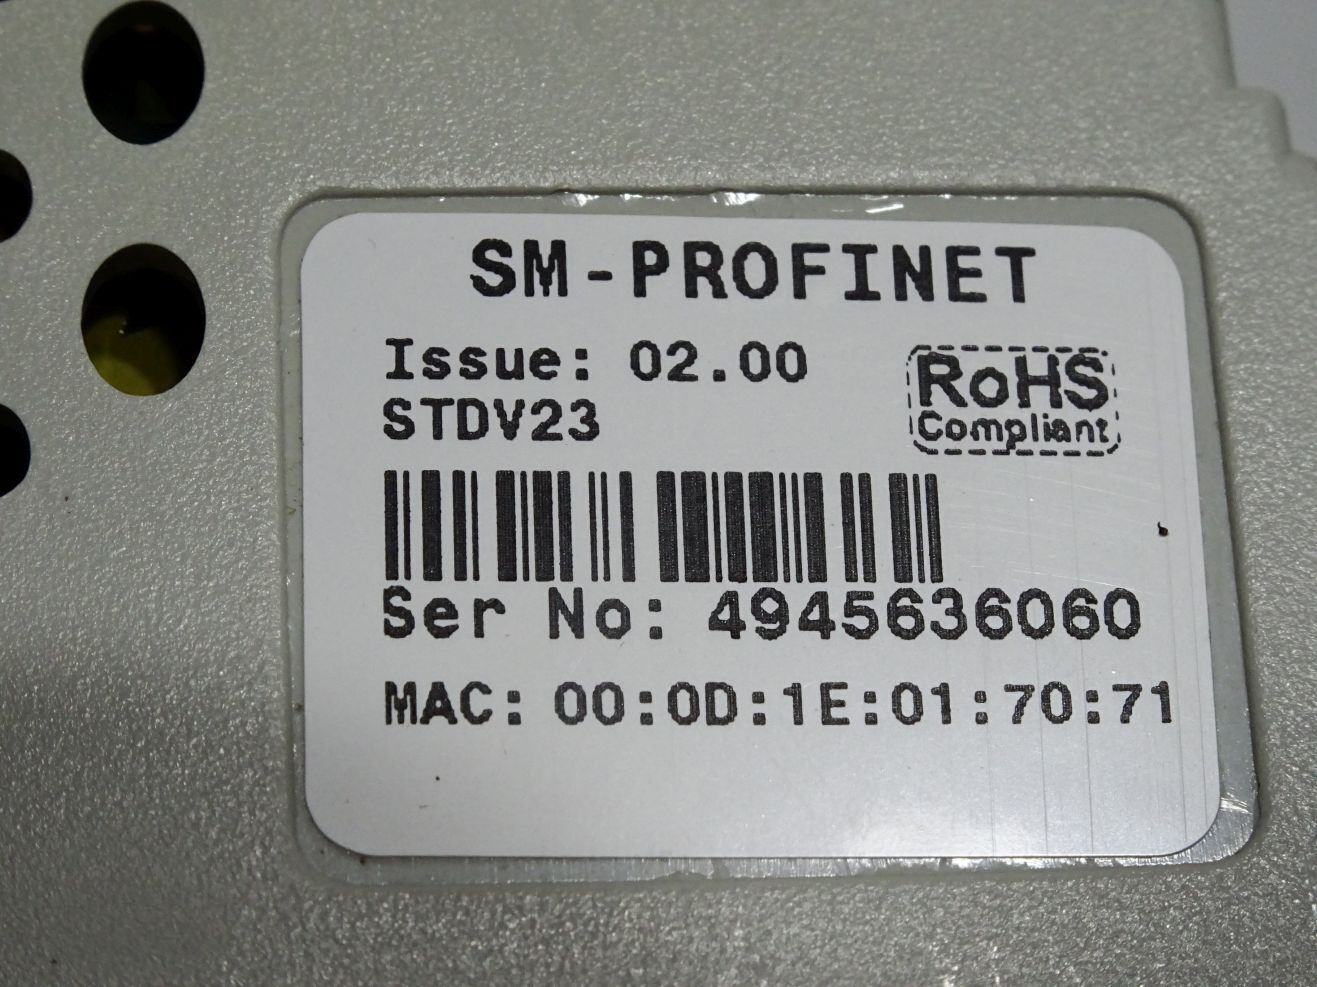 SM-PROFINET
Issue: 02.00
STDV23
RoHS
Compliant
Ser No: 4945636060
MAC: 00:0D:1E:01:70:71